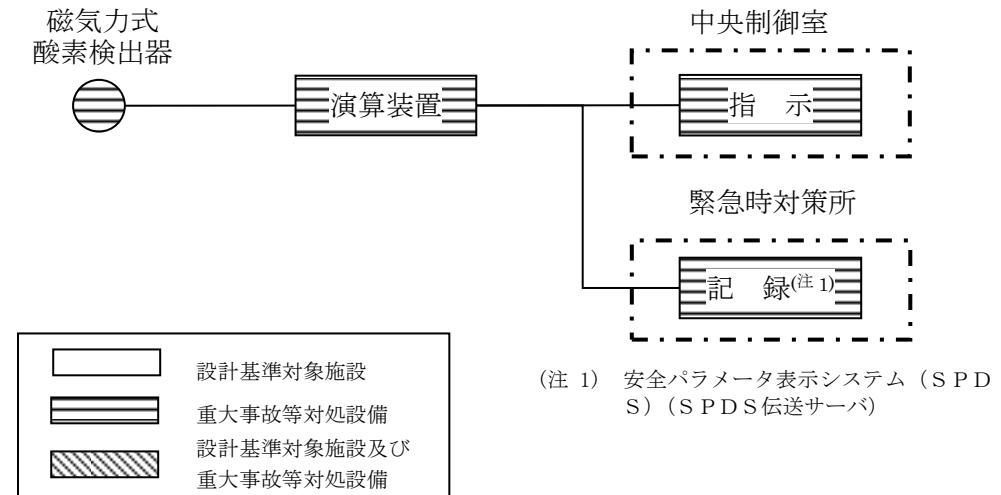 磁気力式
酸素検出器
演算装置
中央制御室
指　示
緊急時対策所
記　録(注 1)
設計基準対象施設
重大事故等対処設備
設計基準対象施設及び
重大事故等対処設備
(注 1)　安全パラメータ表示システム（ＳＰＤ
Ｓ）（ＳＰＤＳ伝送サーバ）